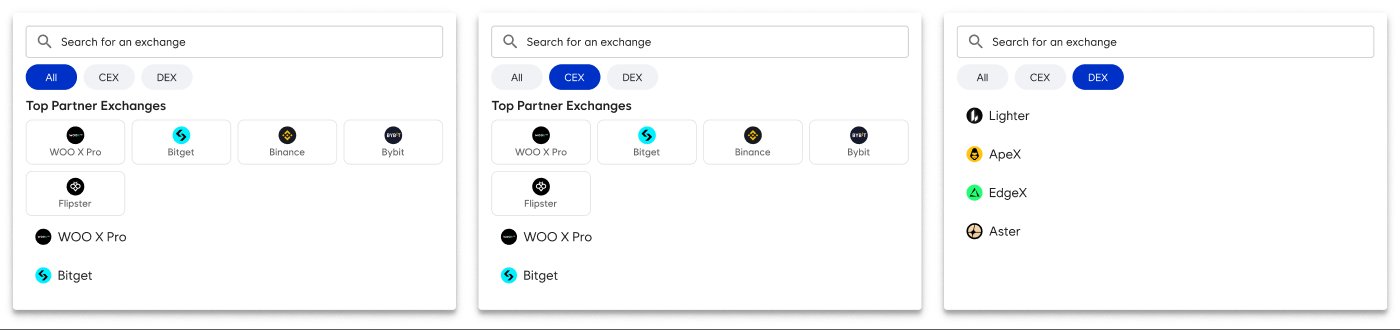 Search for an exchange
All CEX DEX
Top Partner Exchanges
WOO X Pro Bitget Binance BYBIT Bybit
Flipster
WOO X Pro
Bitget
Search for an exchange
All CEX DEX
Top Partner Exchanges
WOO X Pro Bitget Binance BYBIT Bybit
Flipster
WOO X Pro
Bitget
Search for an exchange
All CEX DEX
Lighter
ApeX
EdgeX
Aster